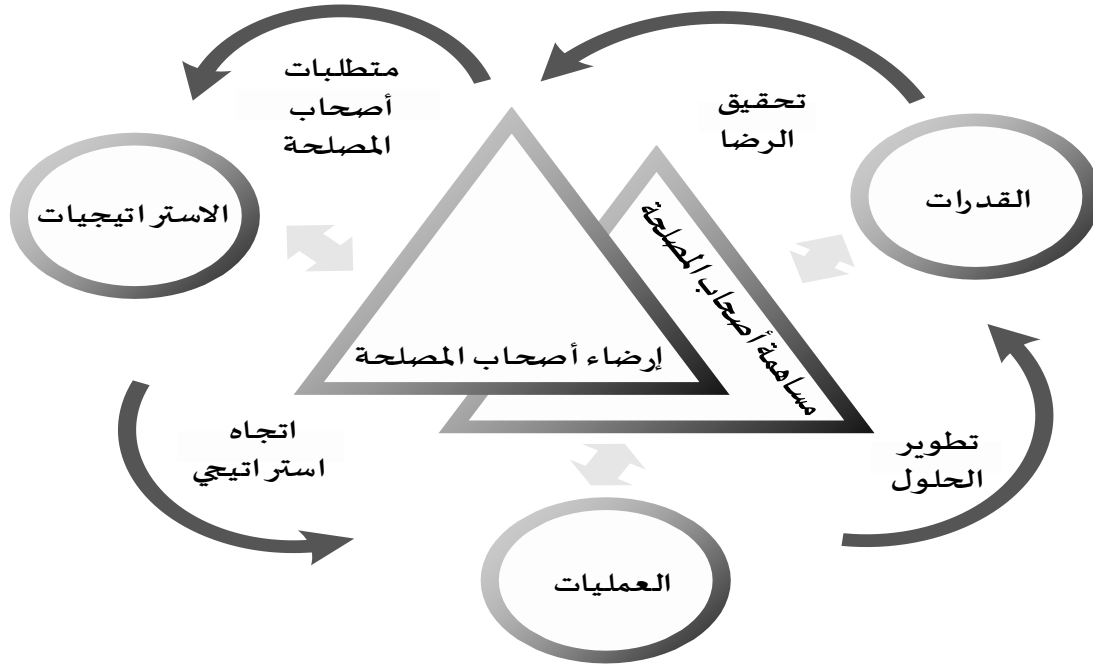 متطلبات
أصحاب
المصلحة
تحقيق
الرضا
القدرات
الاستراتيجيات
مساهمة أصحاب المصلحة
إرضاء أصحاب المصلحة
اتجاه
استراتيجي
تطوير
الحلول
العمليات